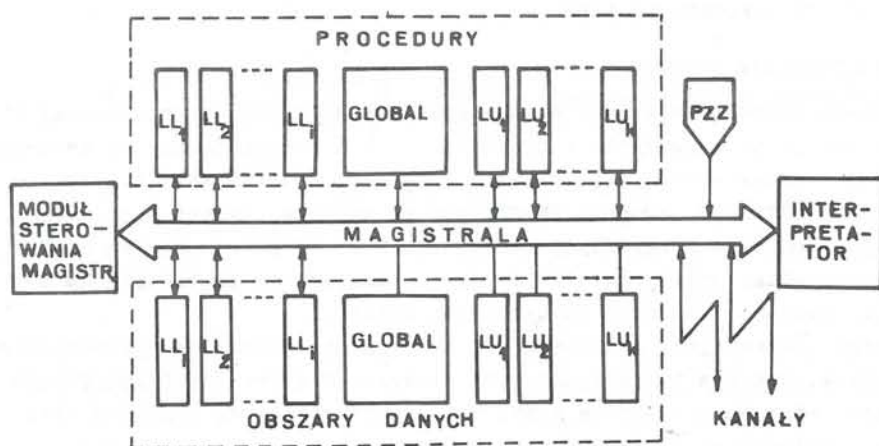 PROCEDURY
LL1 LL2 LLi GLOBAL LU1 LU2 LUk
PZZ
MODUŁ
STERO-
WANIA
MAGISTR.
MAGISTRALA
INTER-
PRETA-
TOR
LL1 LL2 LLi GLOBAL LU1 LU2 LUk
OBSZARY DANYCH
KANAŁY